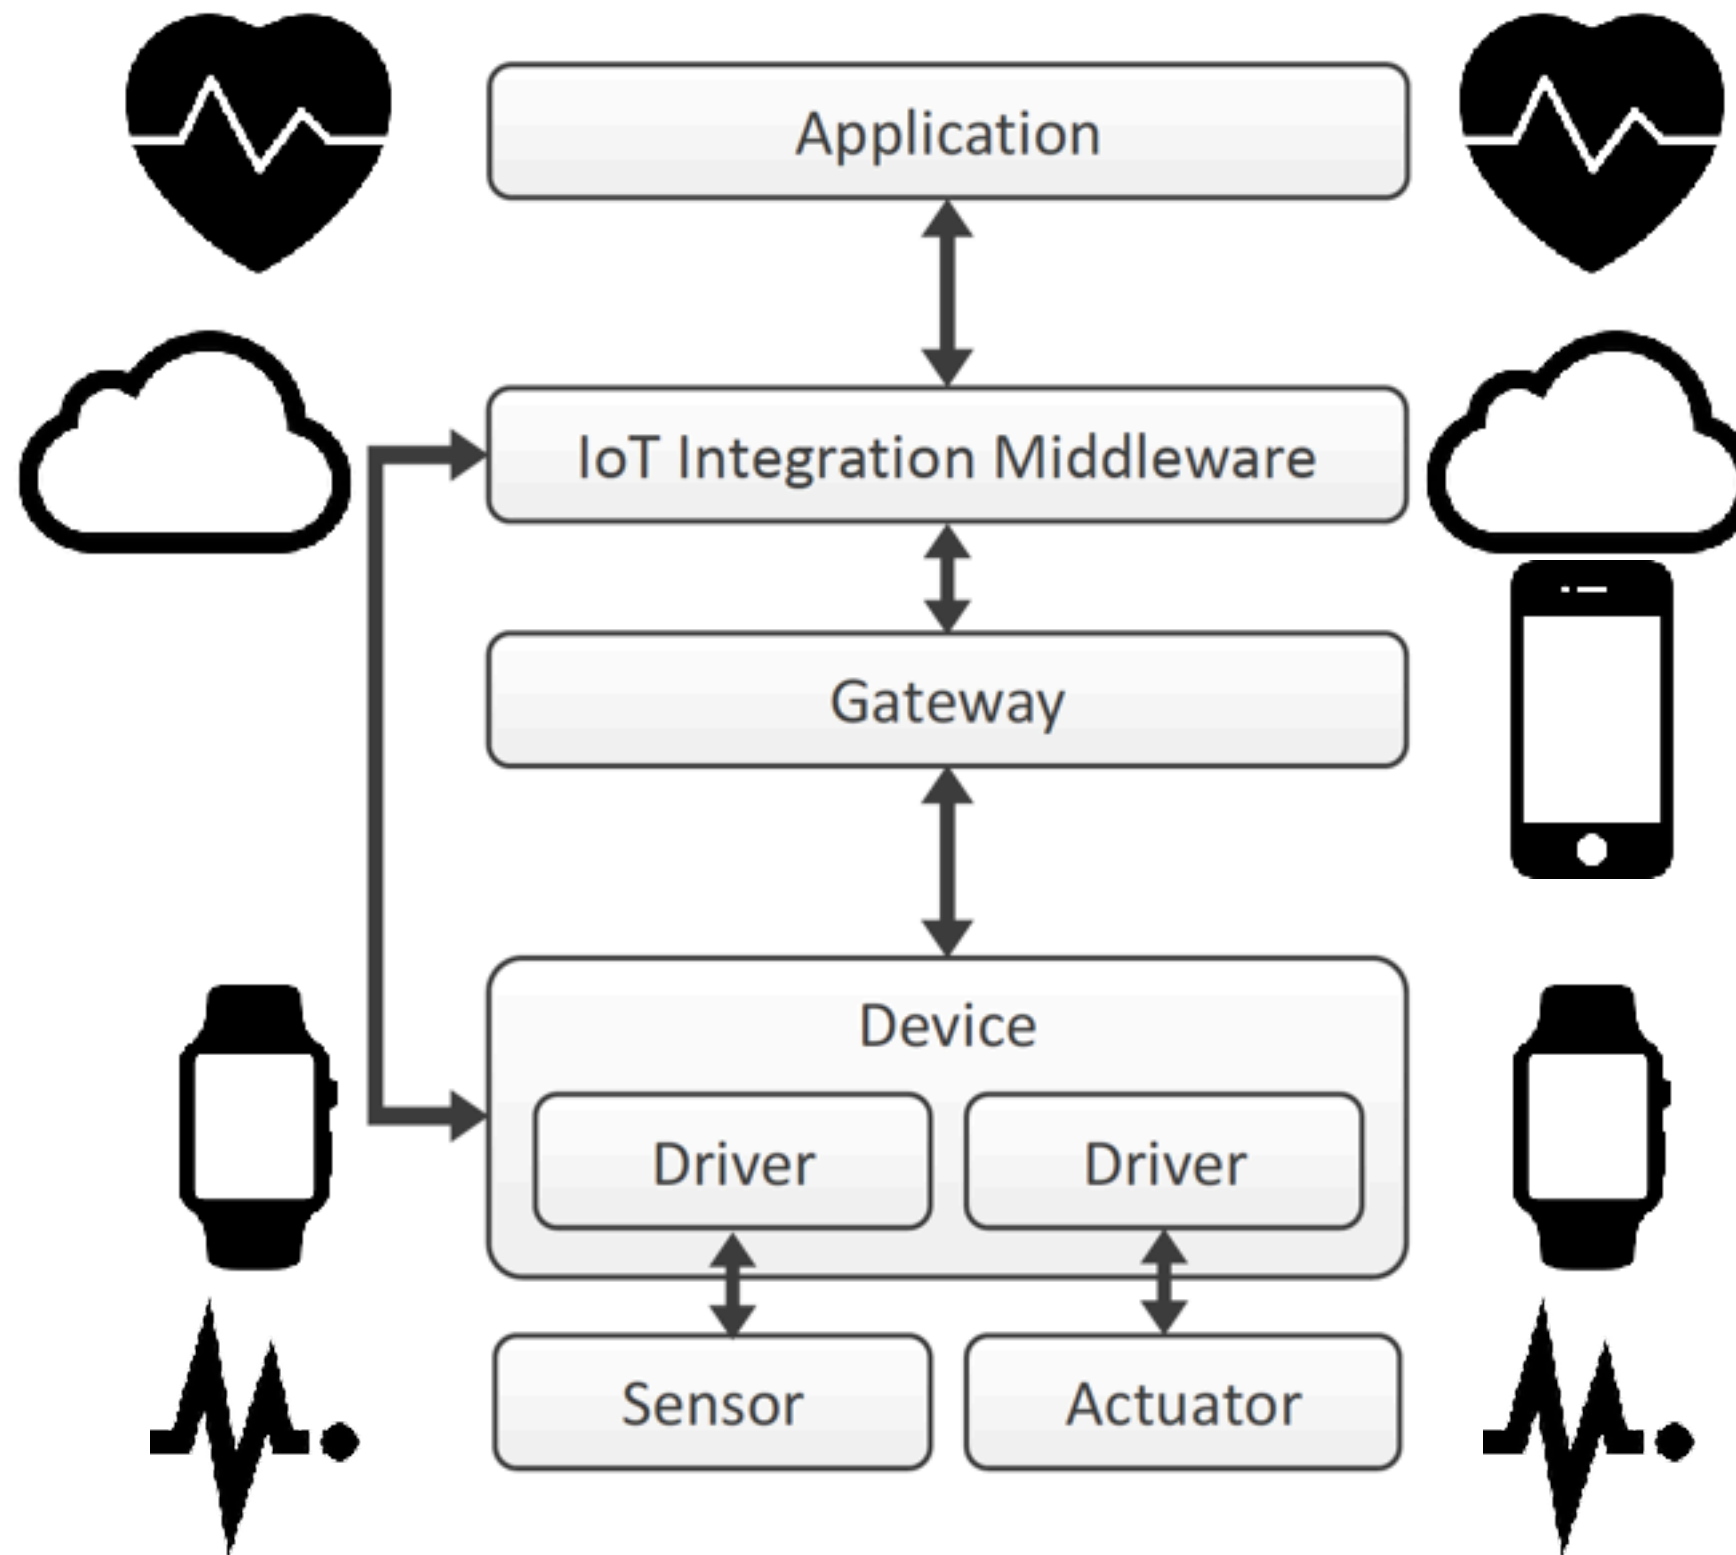 Application
IoT Integration Middleware
Gateway
Device
Driver
Driver
Sensor
Actuator